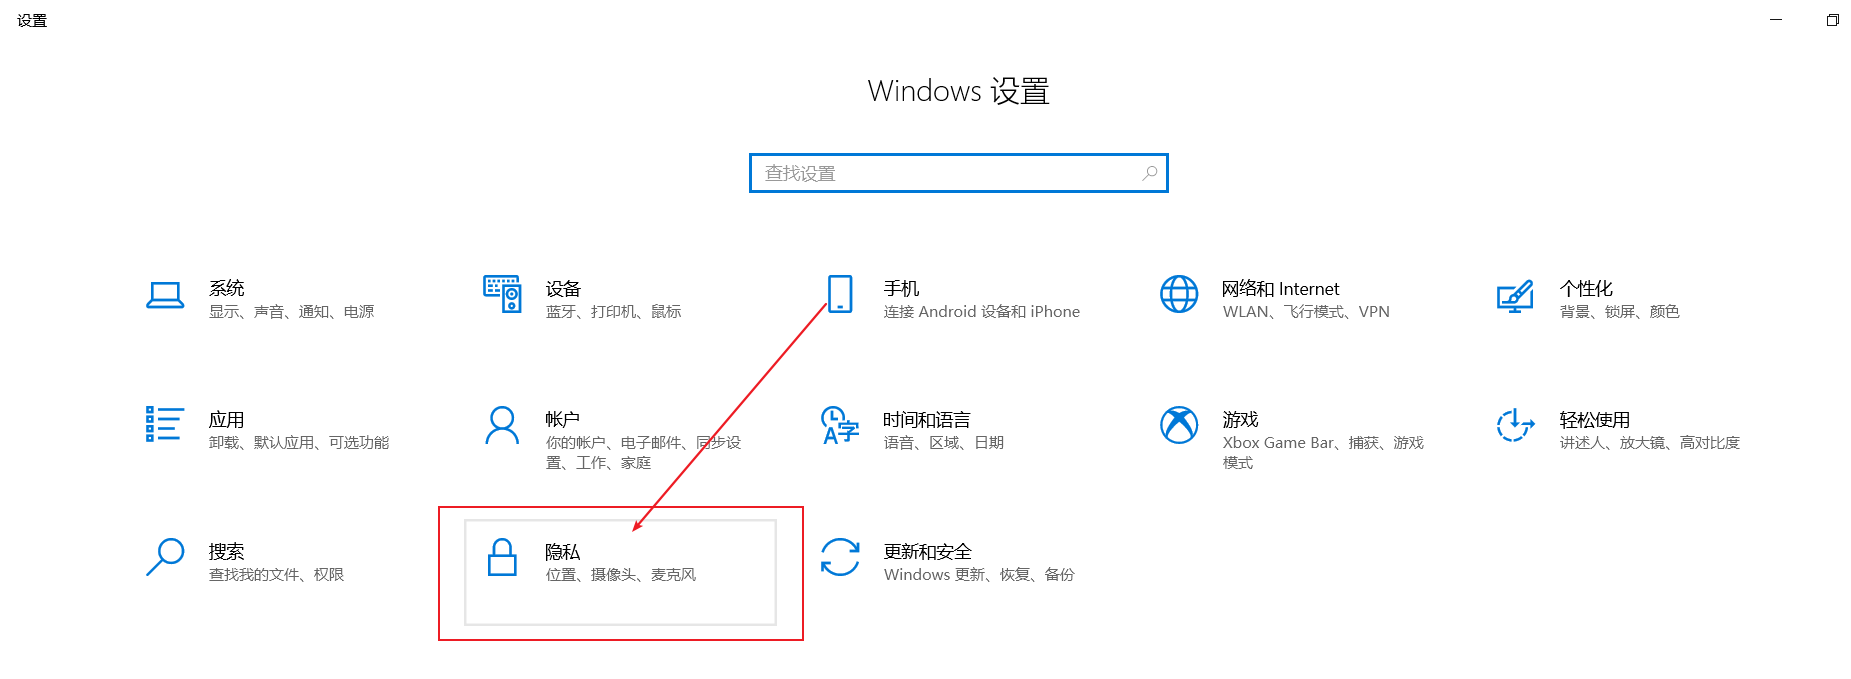 设置
Windows 设置
查找设置
系统
显示、声音、通知、电源
设备
蓝牙、打印机、鼠标
手机
连接 Android 设备和 iPhone
网络和 Internet
WLAN、飞行模式、VPN
个性化
背景、锁屏、颜色
应用
卸载、默认应用、可选功能
帐户
你的帐户、电子邮件、同步设
置、工作、家庭
时间和语言
语音、区域、日期
游戏
Xbox Game Bar、捕获、游戏
模式
轻松使用
讲述人、放大镜、高对比度
搜索
查找我的文件、权限
隐私
位置、摄像头、麦克风
更新和安全
Windows 更新、恢复、备份